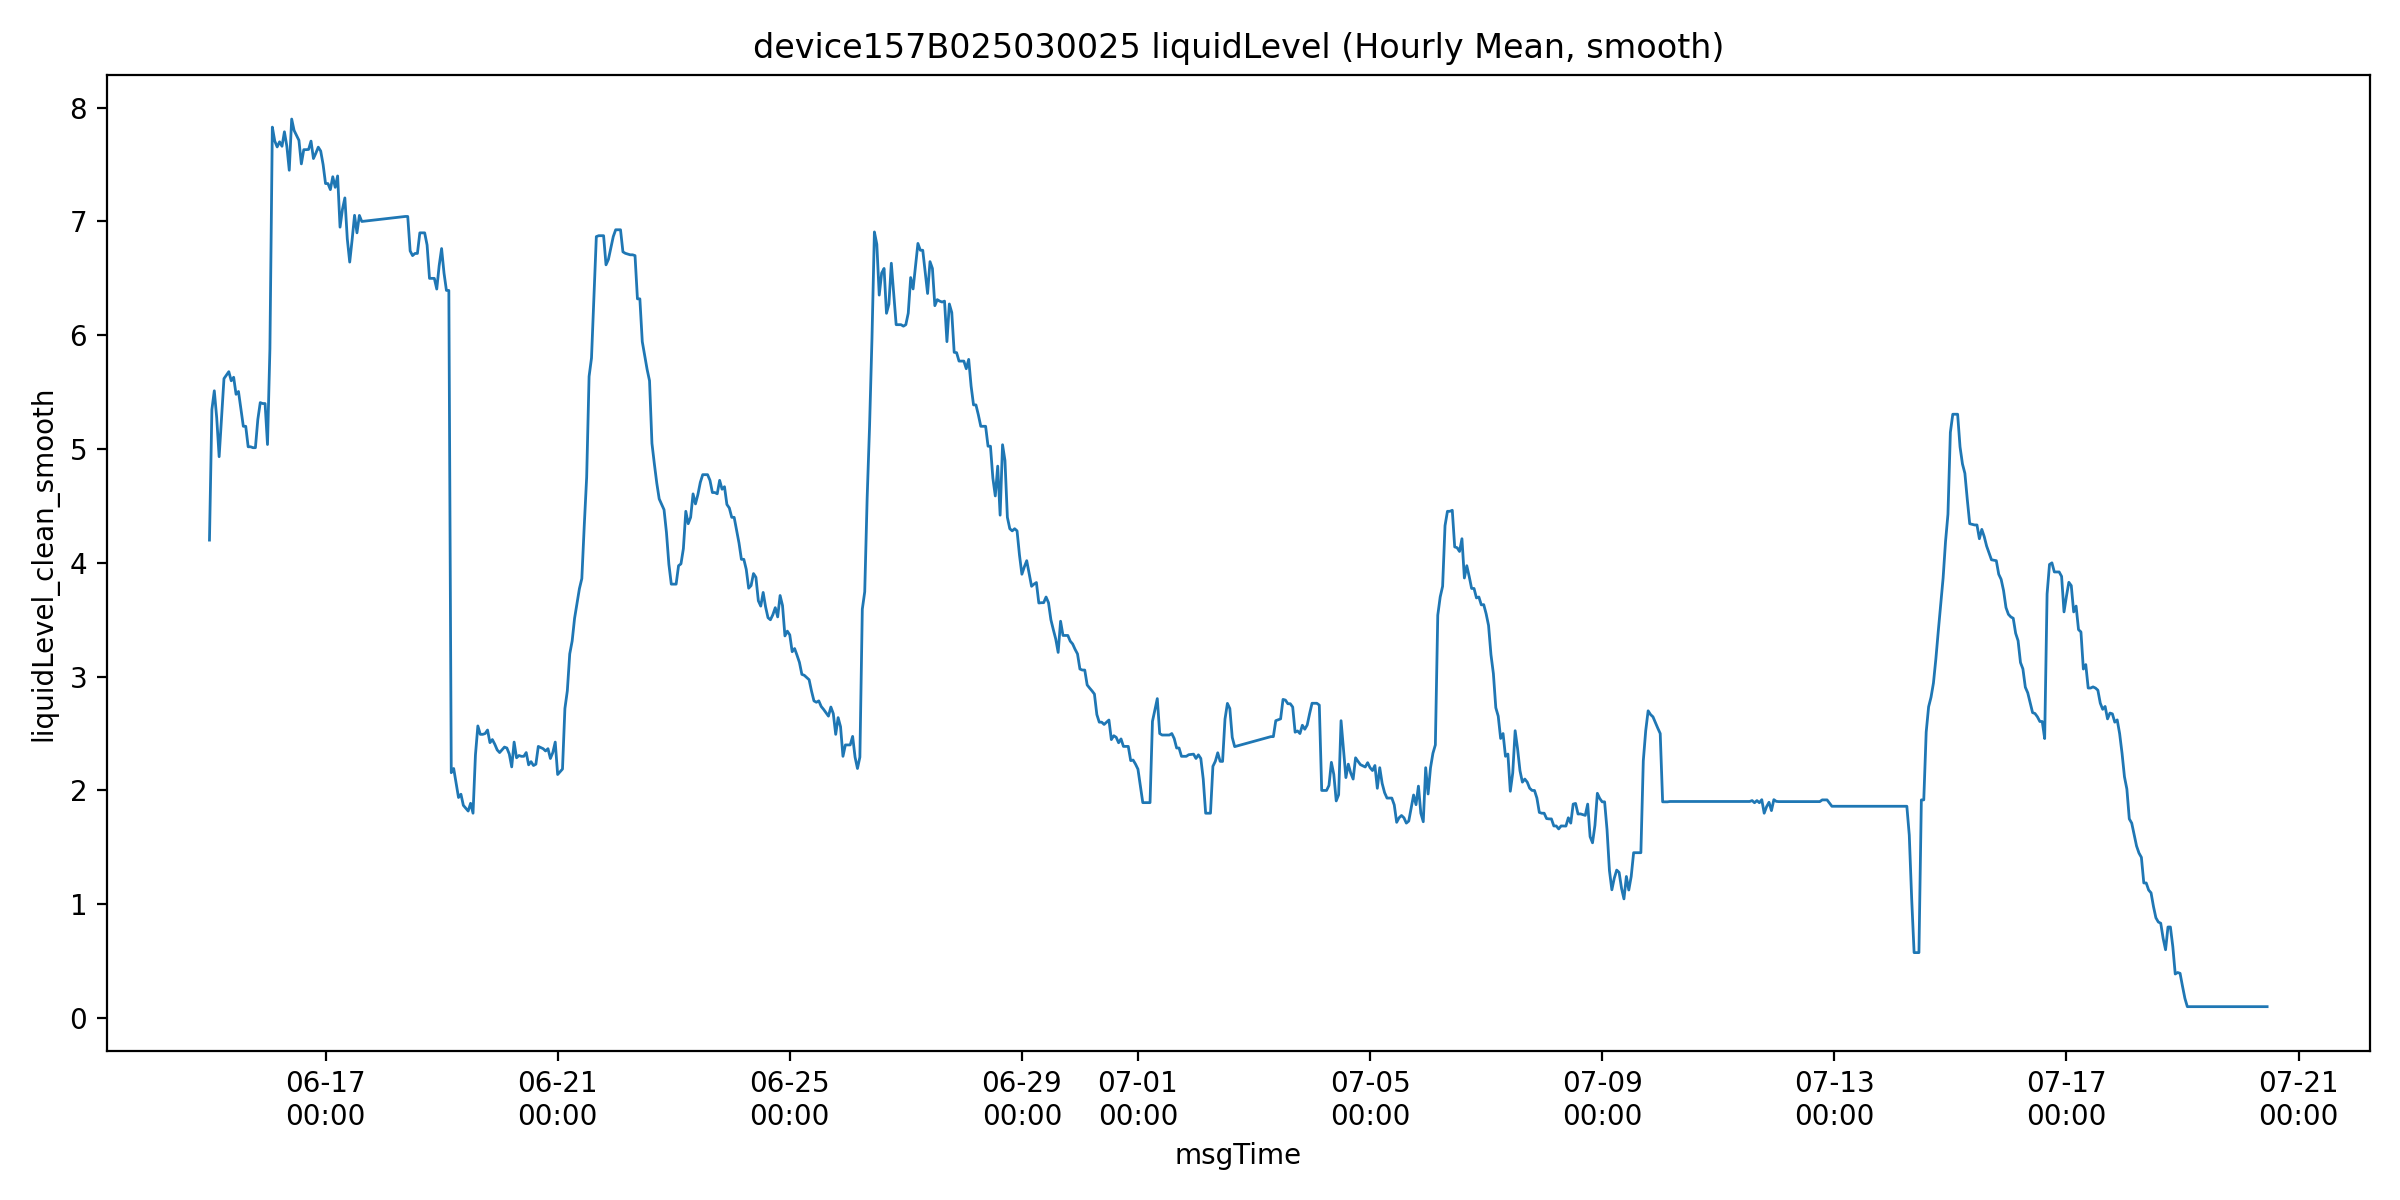 device157B025030025 liquidLevel (Hourly Mean, smooth)
liquidLevel_clean_smooth
8
7
6
5
4
3
2
1
0
06-17 06-21 06-25 06-29 07-01 07-05 07-09 07-13 07-17 07-21
00:00 00:00 00:00 00:00 00:00 00:00 00:00 00:00 00:00 00:00
msgTime